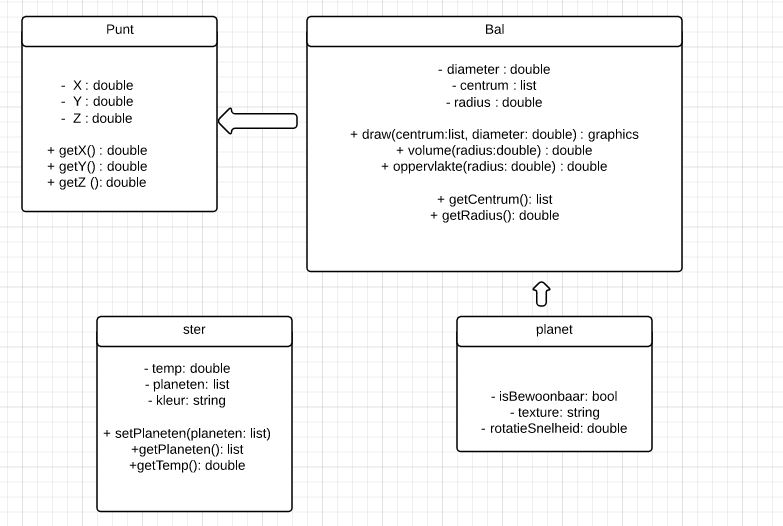 Punt
- X : double
- Y : double
- Z : double
+ getX() : double
+ getY() : double
+ getZ (): double
Bal
- diameter : double
- centrum : list
- radius : double
+ draw(centrum:list, diameter: double) : graphics
+ volume(radius:double) : double
+ oppervlakte(radius: double) : double
+ getCentrum(): list
+ getRadius(): double
ster
- temp: double
- planeten: list
- kleur: string
+ setPlaneten(planeten: list)
+getPlaneten(): list
+getTemp(): double
planet
- isBewoonbaar: bool
- texture: string
- rotatieSnelheid: double